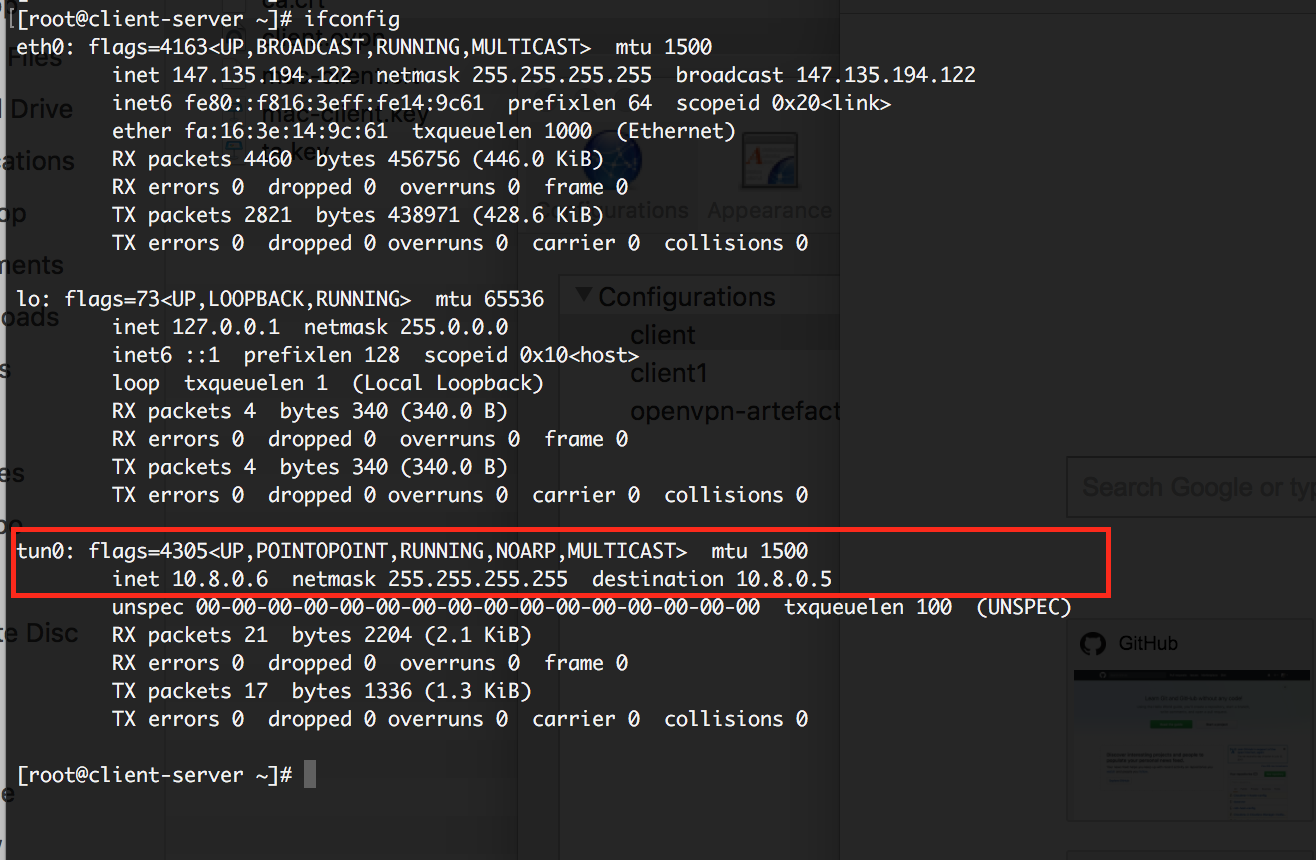 [root@client-server ~]# ifconfig
eth0: flags=4163<UP,BROADCAST,RUNNING,MULTICAST>  mtu 1500
        inet 147.135.194.122  netmask 255.255.255.255  broadcast 147.135.194.122
        inet6 fe80::f816:3eff:fe14:9c61  prefixlen 64  scopeid 0x20<link>
        ether fa:16:3e:14:9c:61  txqueuelen 1000  (Ethernet)
        RX packets 4460  bytes 456756 (446.0 KiB)
        RX errors 0  dropped 0  overruns 0  frame 0
        TX packets 2821  bytes 438971 (428.6 KiB)
        TX errors 0  dropped 0 overruns 0  carrier 0  collisions 0

lo: flags=73<UP,LOOPBACK,RUNNING>  mtu 65536
        inet 127.0.0.1  netmask 255.0.0.0
        inet6 ::1  prefixlen 128  scopeid 0x10<host>
        loop  txqueuelen 1  (Local Loopback)
        RX packets 4  bytes 340 (340.0 B)
        RX errors 0  dropped 0  overruns 0  frame 0
        TX packets 4  bytes 340 (340.0 B)
        TX errors 0  dropped 0 overruns 0  carrier 0  collisions 0

tun0: flags=4305<UP,POINTOPOINT,RUNNING,NOARP,MULTICAST>  mtu 1500
        inet 10.8.0.6  netmask 255.255.255.255  destination 10.8.0.5
        unspec 00-00-00-00-00-00-00-00-00-00-00-00-00-00-00-00  txqueuelen 100  (UNSPEC)
        RX packets 21  bytes 2204 (2.1 KiB)
        RX errors 0  dropped 0  overruns 0  frame 0
        TX packets 17  bytes 1336 (1.3 KiB)
        TX errors 0  dropped 0 overruns 0  carrier 0  collisions 0

[root@client-server ~]#
ca.crt
client.ovpn
mac-client.key
ta.key
Files
Drive
Disc
Configurations
Appearance
Configurations
client
client1
openvpn-artefact
Search Google or typ
GitHub